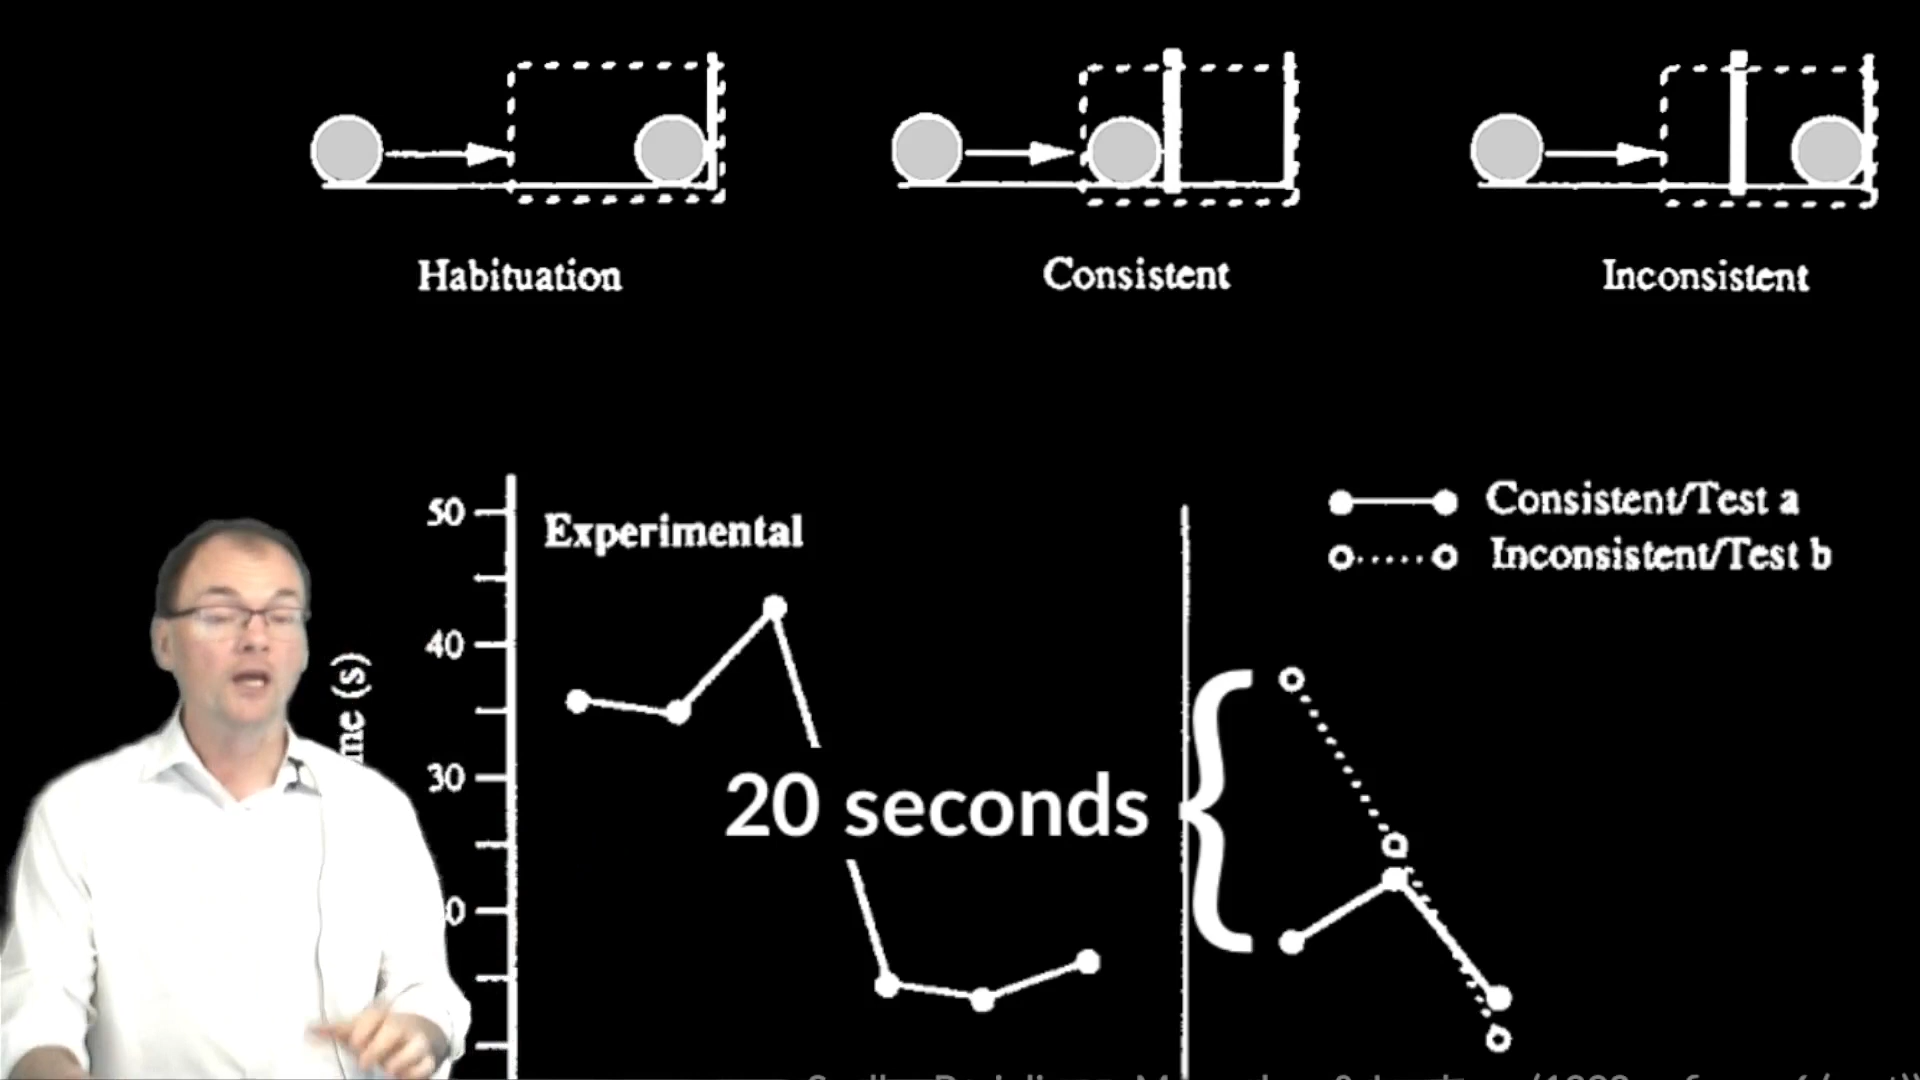 Habituation
Consistent
Inconsistent
50
Experimental
Consistent/Test a
Inconsistent/Test b
40
30
20 seconds